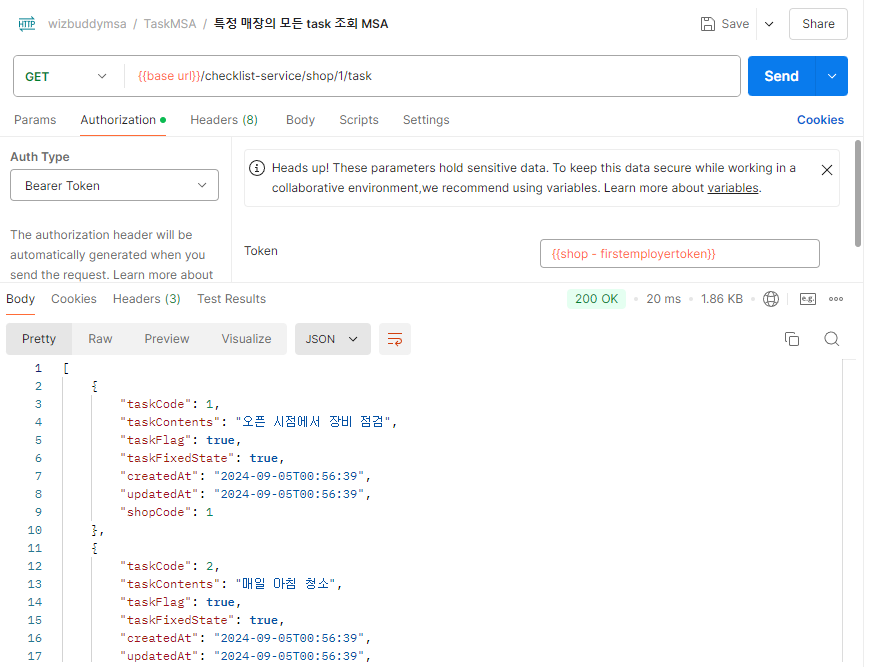 HTTP wizbuddymsa / TaskMSA / 특정 매장의 모든 task 조회 MSA Save Share
GET {{base url}}/checklist-service/shop/1/task Send
Params Authorization Headers (8) Body Scripts Settings Cookies
Auth Type
Bearer Token
The authorization header will be
automatically generated when you
send the request. Learn more about
Heads up! These parameters hold sensitive data. To keep this data secure while working in a
collaborative environment,we recommend using variables. Learn more about variables.
Token {{shop - firstemployertoken}}
Body Cookies Headers (3) Test Results 200 OK 20 ms 1.86 KB e.g.
Pretty Raw Preview Visualize JSON
1 [
2 {
3 "taskCode": 1,
4 "taskContents": "오픈 시점에서 장비 점검",
5 "taskFlag": true,
6 "taskFixedState": true,
7 "createdAt": "2024-09-05T00:56:39",
8 "updatedAt": "2024-09-05T00:56:39",
9 "shopCode": 1
10 },
11 {
12 "taskCode": 2,
13 "taskContents": "매일 아침 청소",
14 "taskFlag": true,
15 "taskFixedState": true,
16 "createdAt": "2024-09-05T00:56:39",
17 "updatedAt": "2024-09-05T00:56:39",